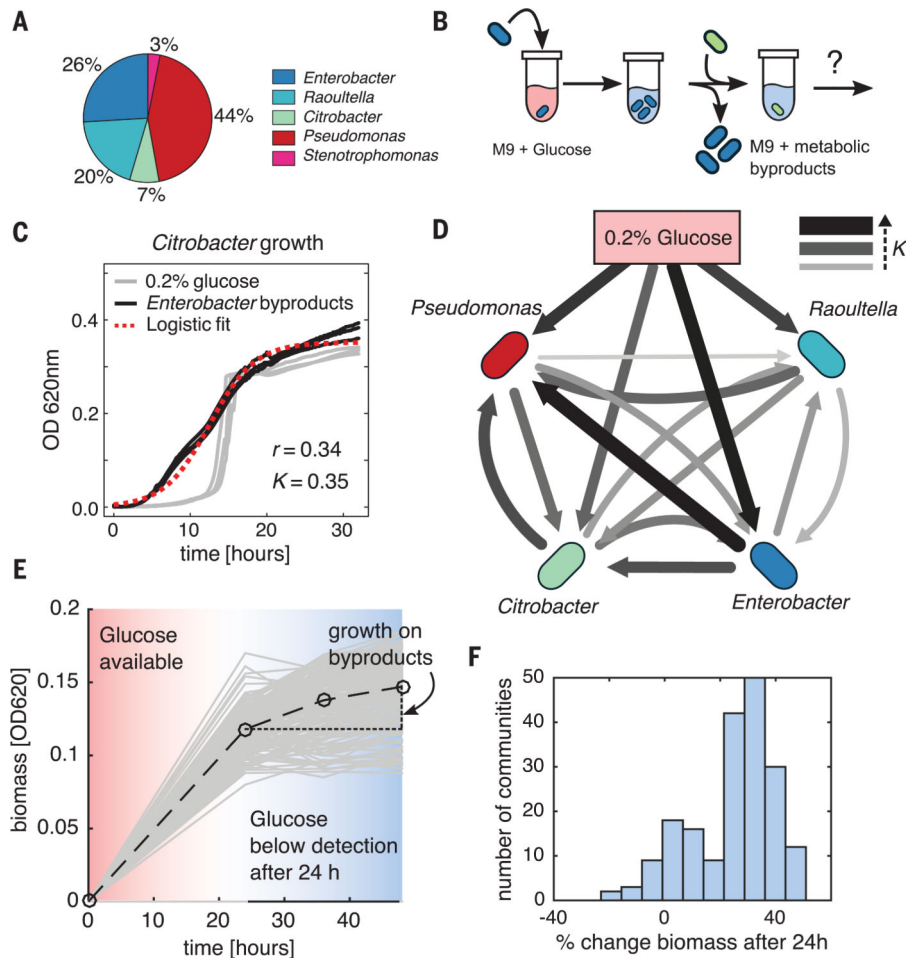 A
3%
26%
44%
20%
7%
Enterobacter
Raoultella
Citrobacter
Pseudomonas
Stenotrophomonas
B
?
M9 + Glucose
M9 + metabolic
byproducts
C
Citrobacter growth
0.2% glucose
Enterobacter byproducts
Logistic fit
0.4
0.2
0.0
OD 620nm
r = 0.34
K = 0.35
0
10
20
30
time [hours]
D
0.2% Glucose
K
Pseudomonas
Raoultella
Citrobacter
Enterobacter
E
0.2
0.15
0.1
0.05
0
biomass [OD620]
Glucose
available
growth on
byproducts
Glucose
below detection
after 24 h
0
10
20
30
40
time [hours]
F
50
40
30
20
10
0
number of communities
-40
0
40
% change biomass after 24h